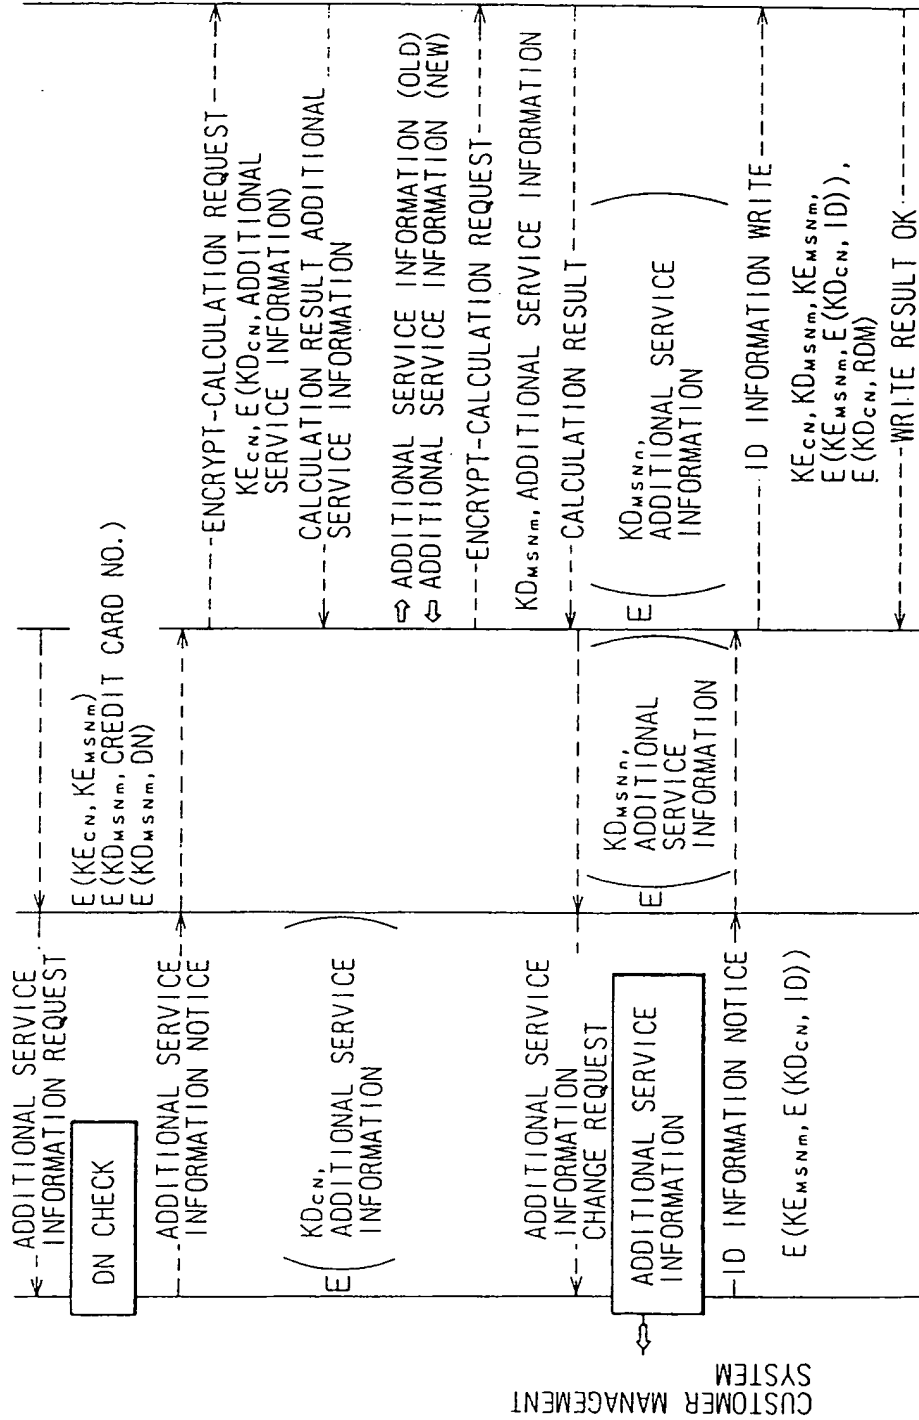 ADDITIONAL SERVICE
INFORMATION REQUEST
E(KECN, KEMSNm)
E(KDMSNm, CREDIT CARD NO.)
E(KDMSNm, DN)
DN CHECK
ADDITIONAL SERVICE
INFORMATION NOTICE
E
KDCN,
ADDITIONAL SERVICE
INFORMATION
ENCRYPT-CALCULATION REQUEST
KECN, E(KDCN, ADDITIONAL
SERVICE INFORMATION)
CALCULATION RESULT ADDITIONAL
SERVICE INFORMATION
⇨ ADDITIONAL SERVICE INFORMATION (OLD)
⇦ ADDITIONAL SERVICE INFORMATION (NEW)
ENCRYPT-CALCULATION REQUEST
KDMSNm, ADDITIONAL SERVICE INFORMATION
CALCULATION RESULT
E
KDMSNn,
ADDITIONAL SERVICE
INFORMATION
ADDITIONAL SERVICE
INFORMATION
CHANGE REQUEST
E
KDMSNn,
ADDITIONAL
SERVICE
INFORMATION
CUSTOMER MANAGEMENT
SYSTEM
ADDITIONAL SERVICE
INFORMATION
ID INFORMATION NOTICE
E(KEMSNm, E(KDCN, ID))
ID INFORMATION WRITE
KECN, KDMSNm, KEMSNm,
E(KEMSNm, E(KDCN, ID)),
E(KDCN, RDM)
WRITE RESULT OK